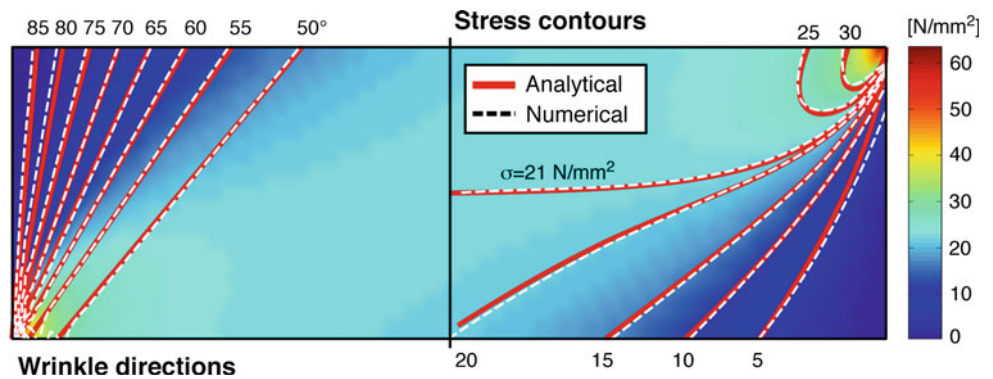 Stress contours
[N/mm²]
85 80 75 70 65 60 55 50°
25 30
Analytical
Numerical
σ=21 N/mm²
60
50
40
30
20
10
0
20 15 10 5
Wrinkle directions